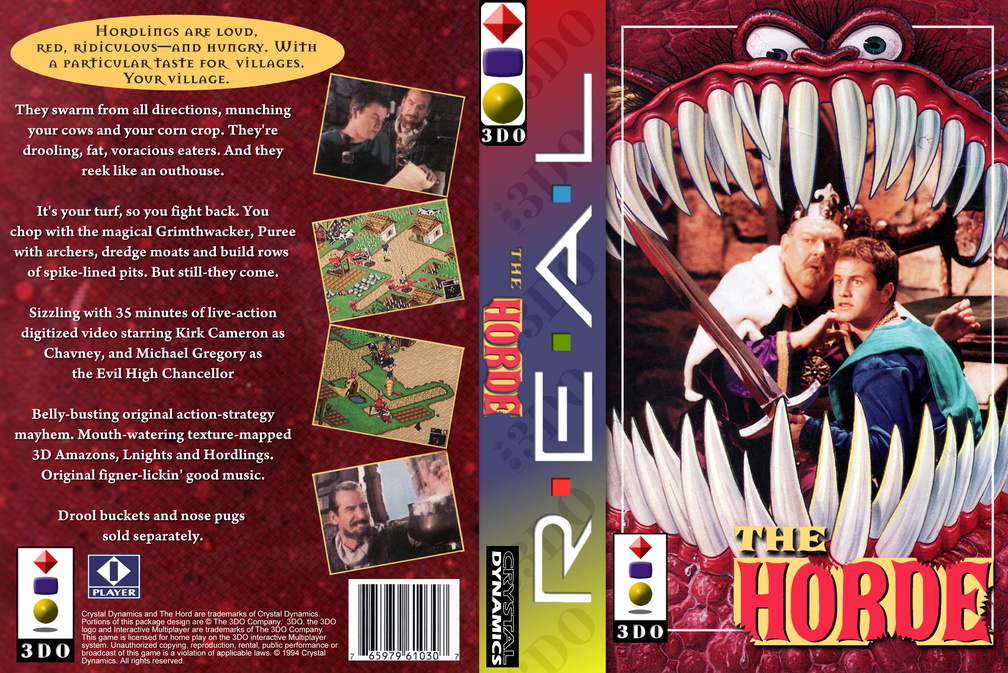 Hordlings are loud,
red, ridiculous—and hungry. With
a particular taste for villages.
Your village.
They swarm from all directions, munching
your cows and your corn crop. They're
drooling, fat, voracious eaters. And they
reek like an outhouse.
It's your turf, so you fight back. You
chop with the magical Grimthwacker, Puree
with archers, dredge moats and build rows
of spike-lined pits. But still-they come.
Sizzling with 35 minutes of live-action
digitized video starring Kirk Cameron as
Chavney, and Michael Gregory as
the Evil High Chancellor
Belly-busting original action-strategy
mayhem. Mouth-watering texture-mapped
3D Amazons, Lnights and Hordlings.
Original figner-lickin' good music.
Drool buckets and nose pugs
sold separately.
3DO
1
PLAYER
Crystal Dynamics and The Hord are trademarks of Crystal Dynamics.
Portions of this package design are © The 3DO Company. 3DO, the 3DO
logo and Interactive Multiplayer are trademarks of The 3DO Company.
This game is licensed for home play on the 3DO interactive Multiplayer
system. Unauthorized copying, reproduction, rental, public performance or
broadcast of this game is a violation of applicable laws. © 1994 Crystal
Dynamics. All rights reserved.
7 65979 61030 7
3DO
THE
HORDE
R·E·A·L
CRYSTAL
DYNAMICS
3DO
THE
HORDE